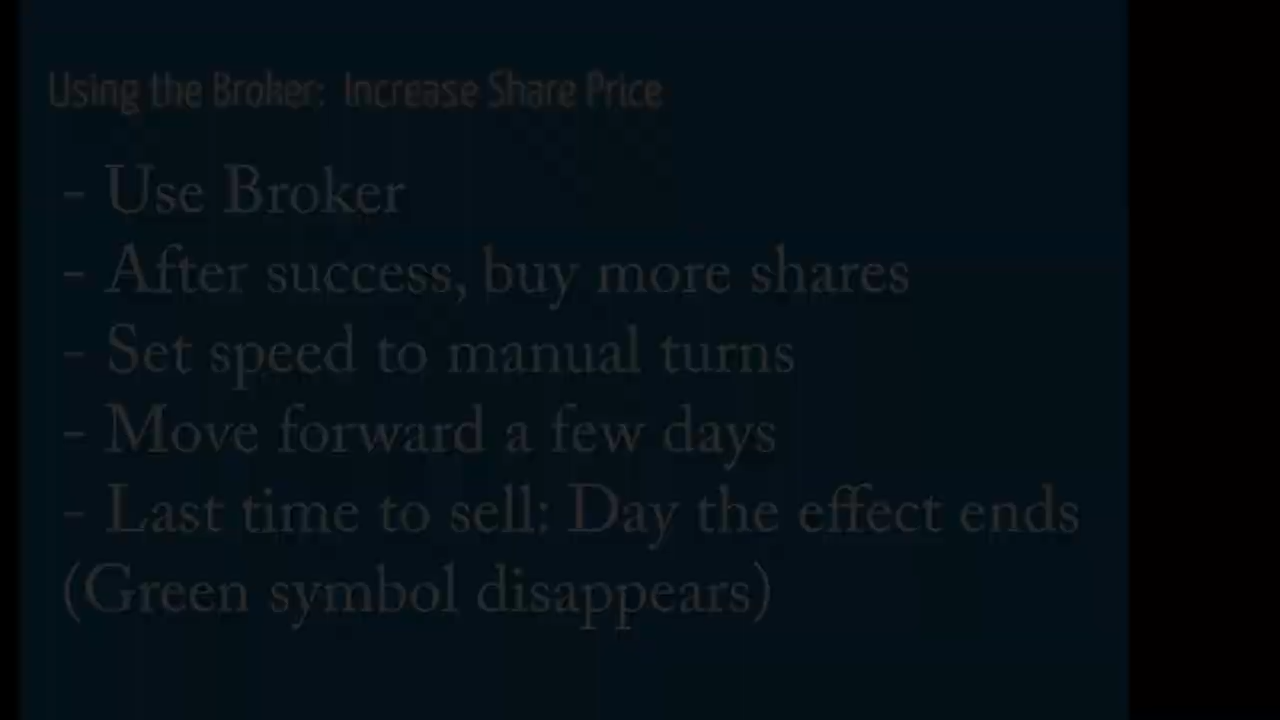 Using the Broker: Increase Share Price
- Use Broker
- After success, buy more shares
- Set speed to manual turns
- Move forward a few days
- Last time to sell: Day the effect ends
(Green symbol disappears)